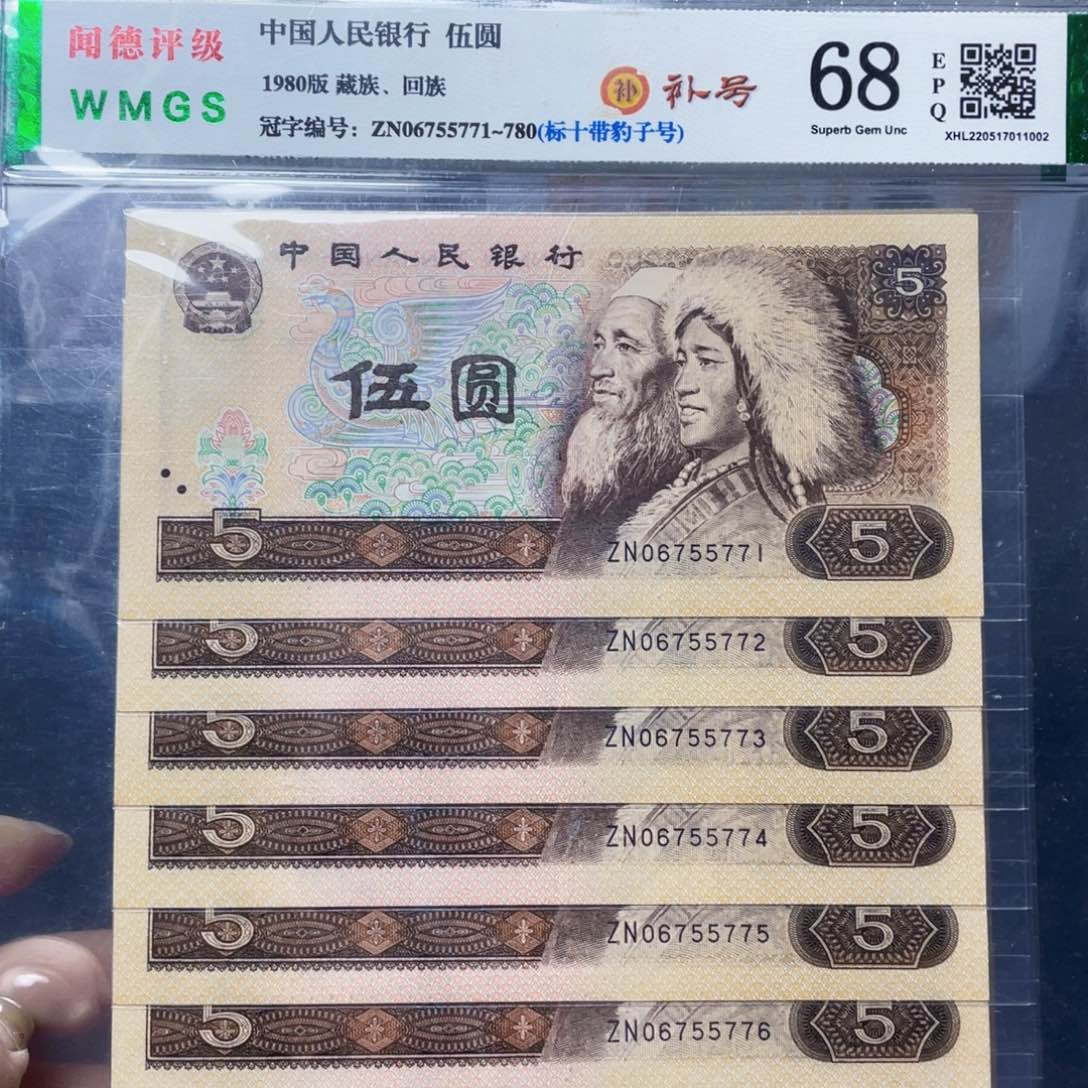 闻德评级
WMGS
中国人民银行 伍圆
1980版 藏族、回族
冠字编号：ZN06755771~780(标十带豹子号)
补 补号
68
EPQ
Superb Gem Unc
XHL220517011002
中国人民银行
5
伍圆
5 ZN06755771 5
5 ZN06755772 5
5 ZN06755773 5
5 ZN06755774 5
5 ZN06755775 5
5 ZN06755776 5